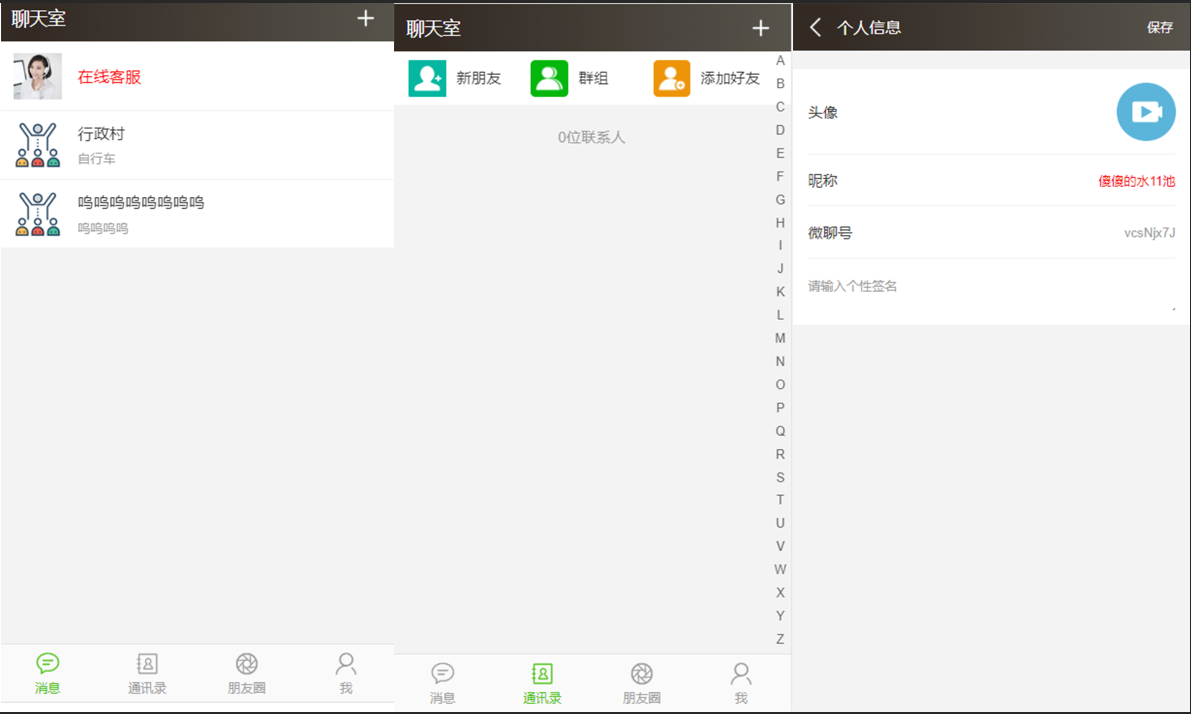 聊天室
在线客服
行政村
自行车
呜呜呜呜呜呜呜呜
呜呜呜呜
消息 通讯录 朋友圈 我
聊天室
新朋友 群组 添加好友
0位联系人
A
B
C
D
E
F
G
H
I
J
K
L
M
N
O
P
Q
R
S
T
U
V
W
X
Y
Z
消息 通讯录 朋友圈 我
个人信息 保存
头像
昵称 傻傻的水11池
微聊号 vcsNjx7J
请输入个性签名